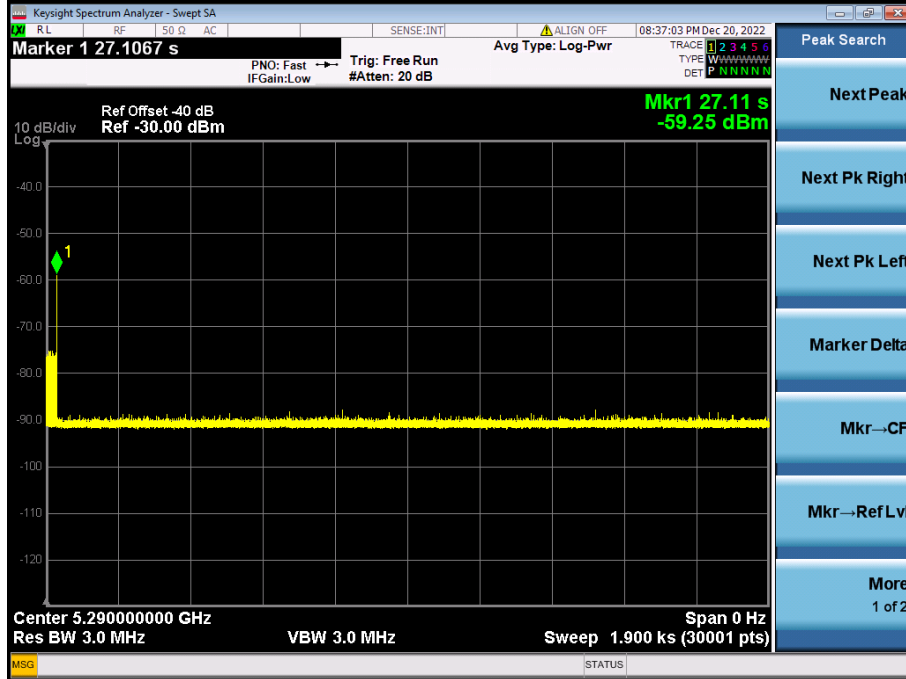 Keysight Spectrum Analyzer - Swept SA
LXI RL RF 50 Ω AC SENSE:INT ALIGN OFF 08:37:03 PM Dec 20, 2022
Marker 1 27.1067 s
PNO: Fast
IFGain:Low
Trig: Free Run
#Atten: 20 dB
Avg Type: Log-Pwr
TRACE 1 2 3 4 5 6
TYPE WWWWWW
DET P N N N N N
Ref Offset -40 dB
10 dB/div Ref -30.00 dBm
Log
Mkr1 27.11 s
-59.25 dBm
-40.0
-50.0
1
-60.0
-70.0
-80.0
-90.0
-100
-110
-120
Center 5.290000000 GHz Span 0 Hz
Res BW 3.0 MHz VBW 3.0 MHz Sweep 1.900 ks (30001 pts)
MSG STATUS
Peak Search
Next Peak
Next Pk Right
Next Pk Left
Marker Delta
Mkr→CF
Mkr→Ref Lvl
More
1 of 2